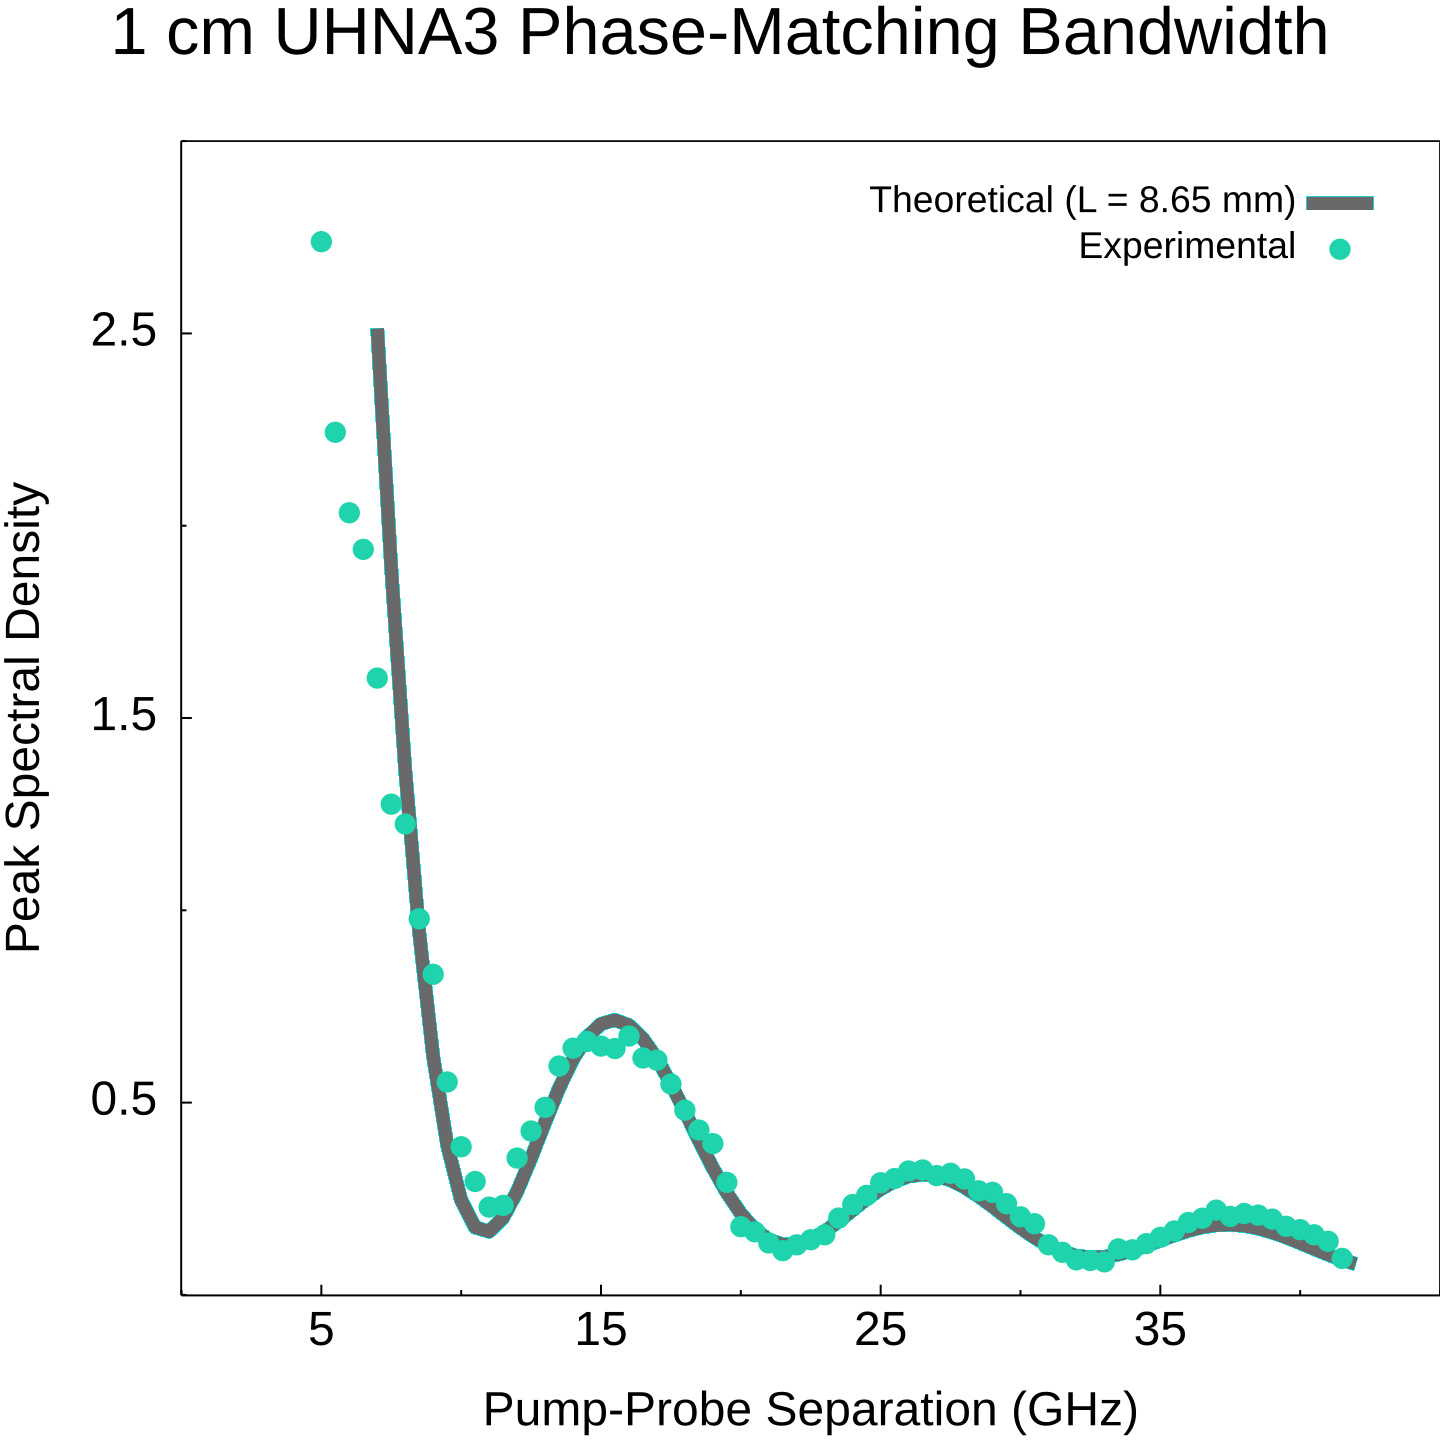 1 cm UHNA3 Phase-Matching Bandwidth
Theoretical (L = 8.65 mm)
Experimental
2.5
1.5
0.5
Peak Spectral Density
5 15 25 35
Pump-Probe Separation (GHz)